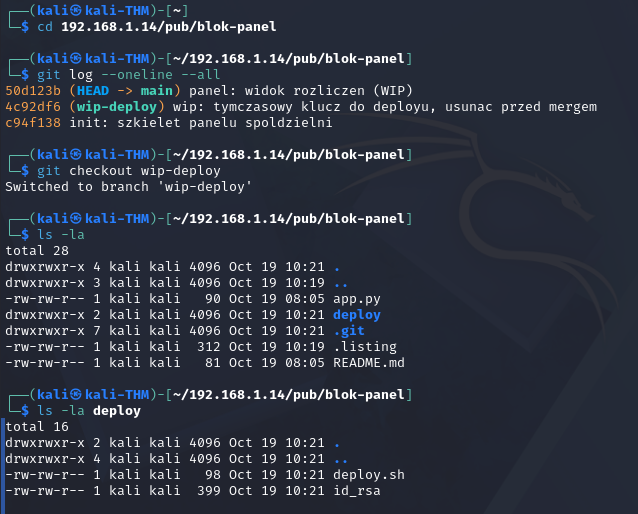 ┌──(kali㉿kali-THM)-[~]
└─$ cd 192.168.1.14/pub/blok-panel
┌──(kali㉿kali-THM)-[~/192.168.1.14/pub/blok-panel]
└─$ git log --oneline --all
50d123b (HEAD -> main) panel: widok rozliczen (WIP)
4c92df6 (wip-deploy) wip: tymczasowy klucz do deployu, usunac przed mergem
c94f138 init: szkielet panelu spoldzielni
┌──(kali㉿kali-THM)-[~/192.168.1.14/pub/blok-panel]
└─$ git checkout wip-deploy
Switched to branch 'wip-deploy'
┌──(kali㉿kali-THM)-[~/192.168.1.14/pub/blok-panel]
└─$ ls -la
total 28
drwxrwxr-x 4 kali kali 4096 Oct 19 10:21 .
drwxrwxr-x 3 kali kali 4096 Oct 19 10:19 ..
-rw-rw-r-- 1 kali kali   90 Oct 19 08:05 app.py
drwxrwxr-x 2 kali kali 4096 Oct 19 10:21 deploy
drwxrwxr-x 7 kali kali 4096 Oct 19 10:21 .git
-rw-rw-r-- 1 kali kali  312 Oct 19 10:19 .listing
-rw-rw-r-- 1 kali kali   81 Oct 19 08:05 README.md
┌──(kali㉿kali-THM)-[~/192.168.1.14/pub/blok-panel]
└─$ ls -la deploy
total 16
drwxrwxr-x 2 kali kali 4096 Oct 19 10:21 .
drwxrwxr-x 4 kali kali 4096 Oct 19 10:21 ..
-rw-rw-r-- 1 kali kali   98 Oct 19 10:21 deploy.sh
-rw-rw-r-- 1 kali kali  399 Oct 19 10:21 id_rsa